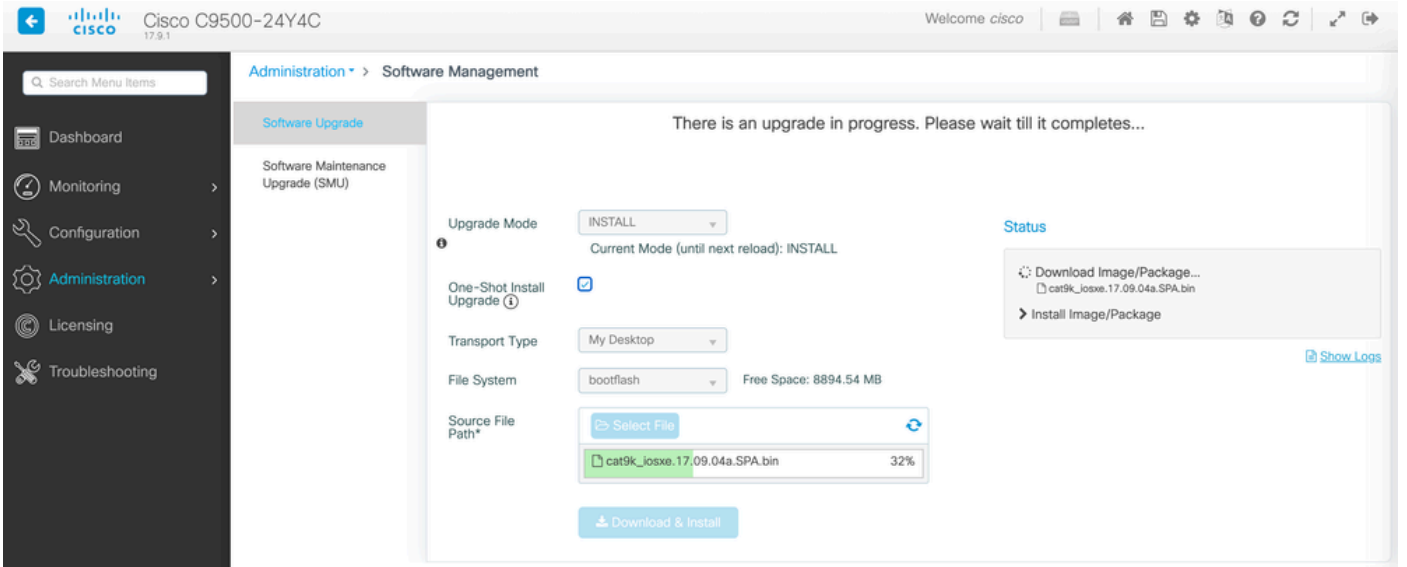 cisco
Cisco C9500-24Y4C
17.9.1
Welcome cisco
Search Menu Items
Dashboard
Monitoring
Configuration
Administration
Licensing
Troubleshooting
Administration > Software Management
Software Upgrade
Software Maintenance
Upgrade (SMU)
There is an upgrade in progress. Please wait till it completes...
Upgrade Mode
INSTALL
Current Mode (until next reload): INSTALL
One-Shot Install
Upgrade
Transport Type
My Desktop
File System
bootflash
Free Space: 8894.54 MB
Source File
Path*
Select File
cat9k_iosxe.17.09.04a.SPA.bin 32%
Download & Install
Status
Download Image/Package...
cat9k_iosxe.17.09.04a.SPA.bin
Install Image/Package
Show Logs